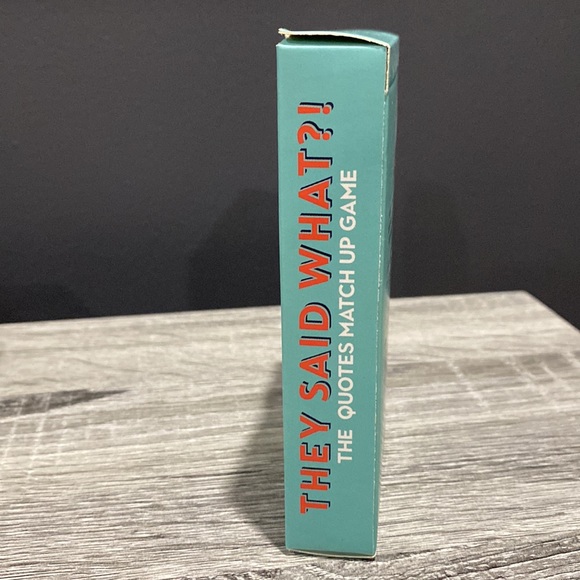 THEY SAID WHAT?!
THE QUOTES MATCH UP GAME